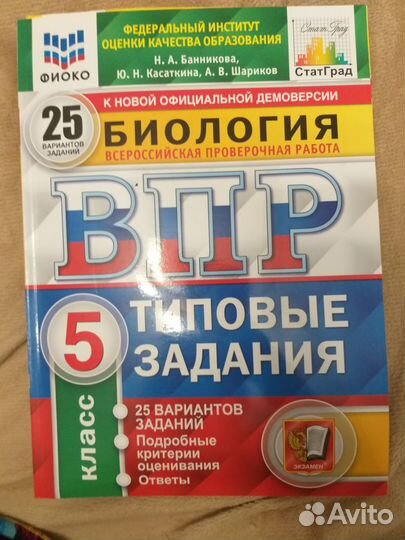 ФЕДЕРАЛЬНЫЙ ИНСТИТУТ
ОЦЕНКИ КАЧЕСТВА ОБРАЗОВАНИЯ
Н. А. Банникова,
Ю. Н. Касаткина, А. В. Шариков
ФИОКО
СтатГрад
СтатГрад
К НОВОЙ ОФИЦИАЛЬНОЙ ДЕМОВЕРСИИ
25
ВАРИАНТОВ
ЗАДАНИЙ
БИОЛОГИЯ
ВСЕРОССИЙСКАЯ ПРОВЕРОЧНАЯ РАБОТА
ВПР
5
класс
ТИПОВЫЕ
ЗАДАНИЯ
25 ВАРИАНТОВ
ЗАДАНИЙ
Подробные
критерии
оценивания
Ответы
ЭКЗАМЕН
Avito